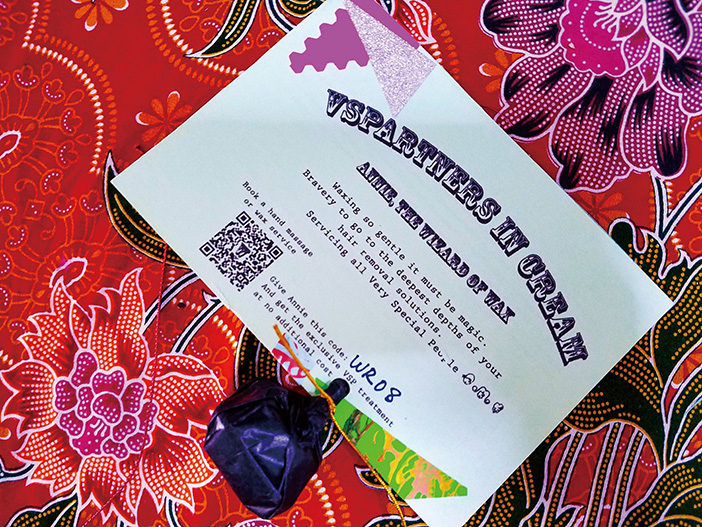 VSPARTNERS IN CREAM
ANNIE, THE WIZARD OF WAX
Waxing so gentle it must be magic.
Bravery to go to the deepest depths of your
hair removal solutions.
Servicing all Very Special
Book a hand massage
or wax service
Give Annie this code: WR08
And get the exclusive VSP treatment
at no additional cost